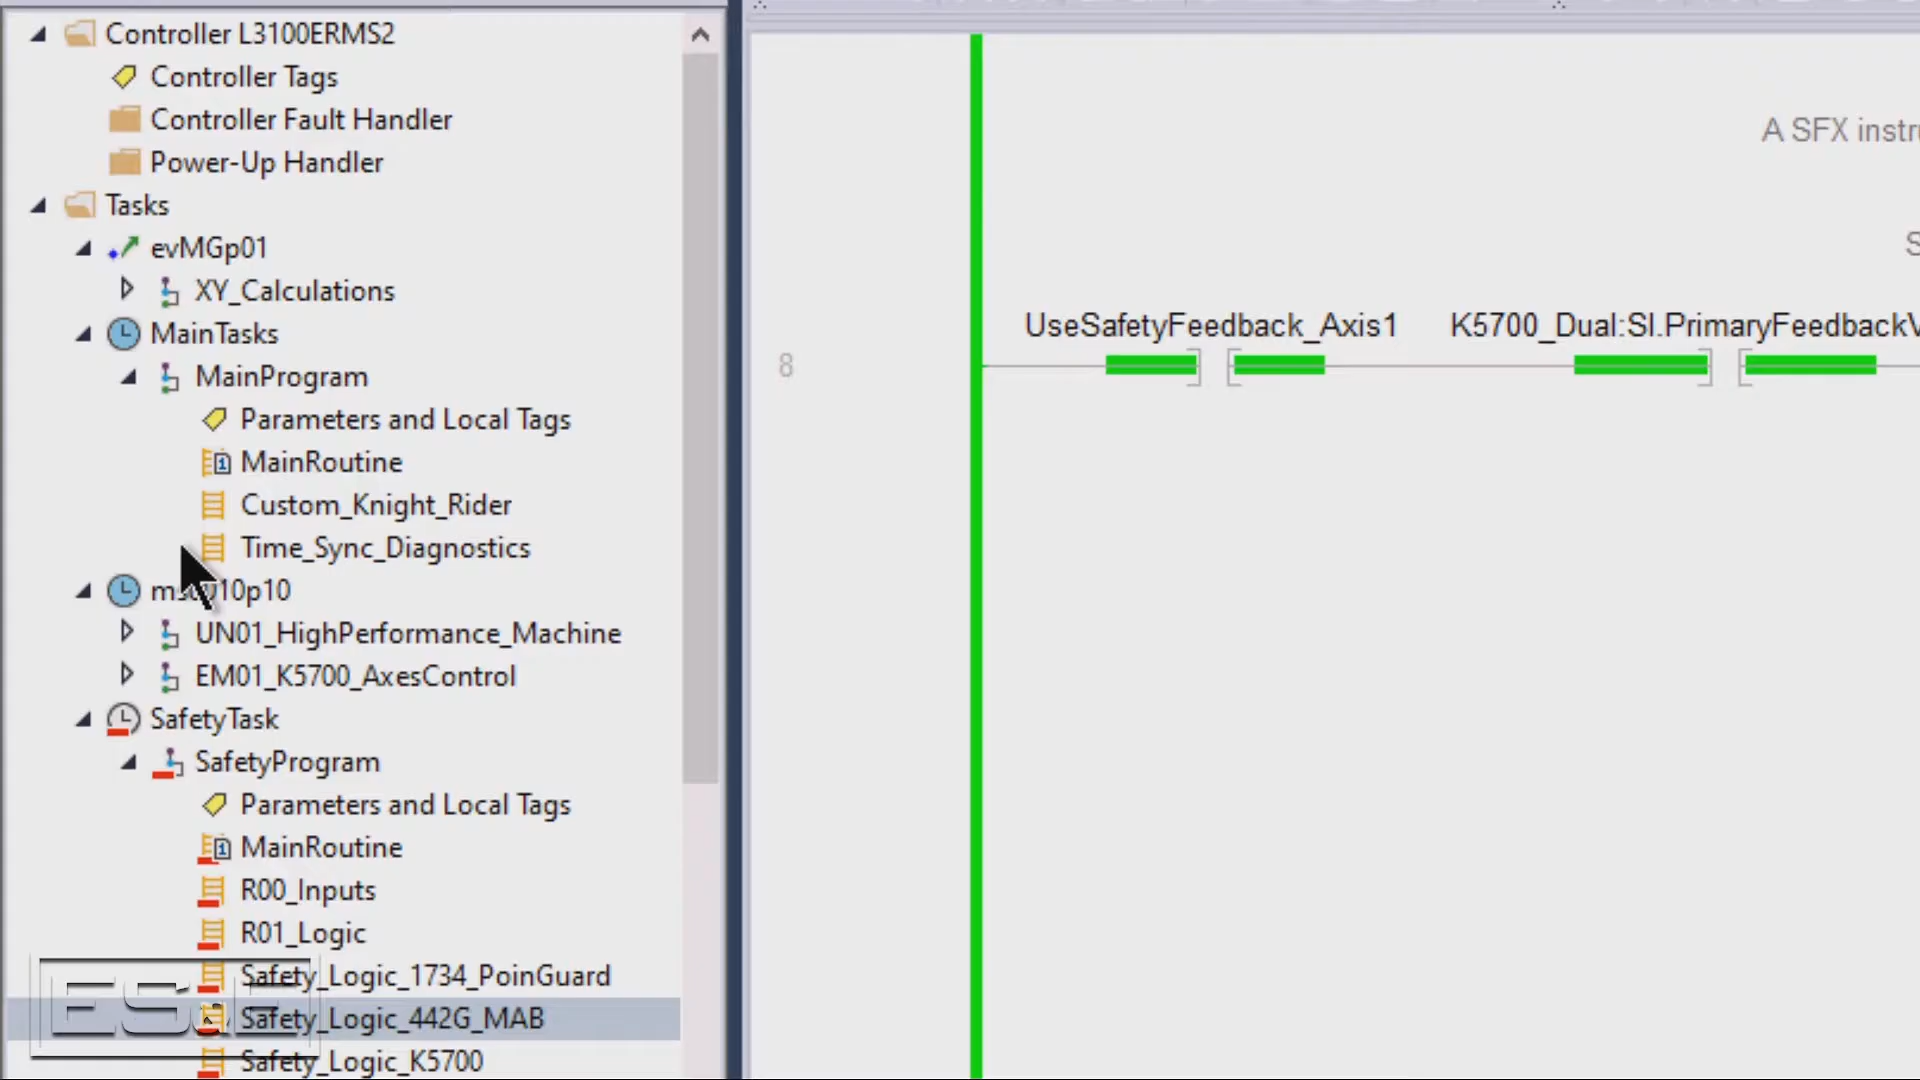 Controller L3100ERMS2
Controller Tags
Controller Fault Handler
Power-Up Handler
Tasks
evMGp01
XY_Calculations
MainTasks
MainProgram
Parameters and Local Tags
MainRoutine
Custom_Knight_Rider
Time_Sync_Diagnostics
10p10
UN01_HighPerformance_Machine
EM01_K5700_AxesControl
SafetyTask
SafetyProgram
Parameters and Local Tags
MainRoutine
R00_Inputs
R01_Logic
Safety_Logic_1734_PoinGuard
Safety_Logic_442G_MAB
Safety_Logic_K5700
A SFX instru
S
UseSafetyFeedback_Axis1 K5700_Dual:SI.PrimaryFeedbackV
8